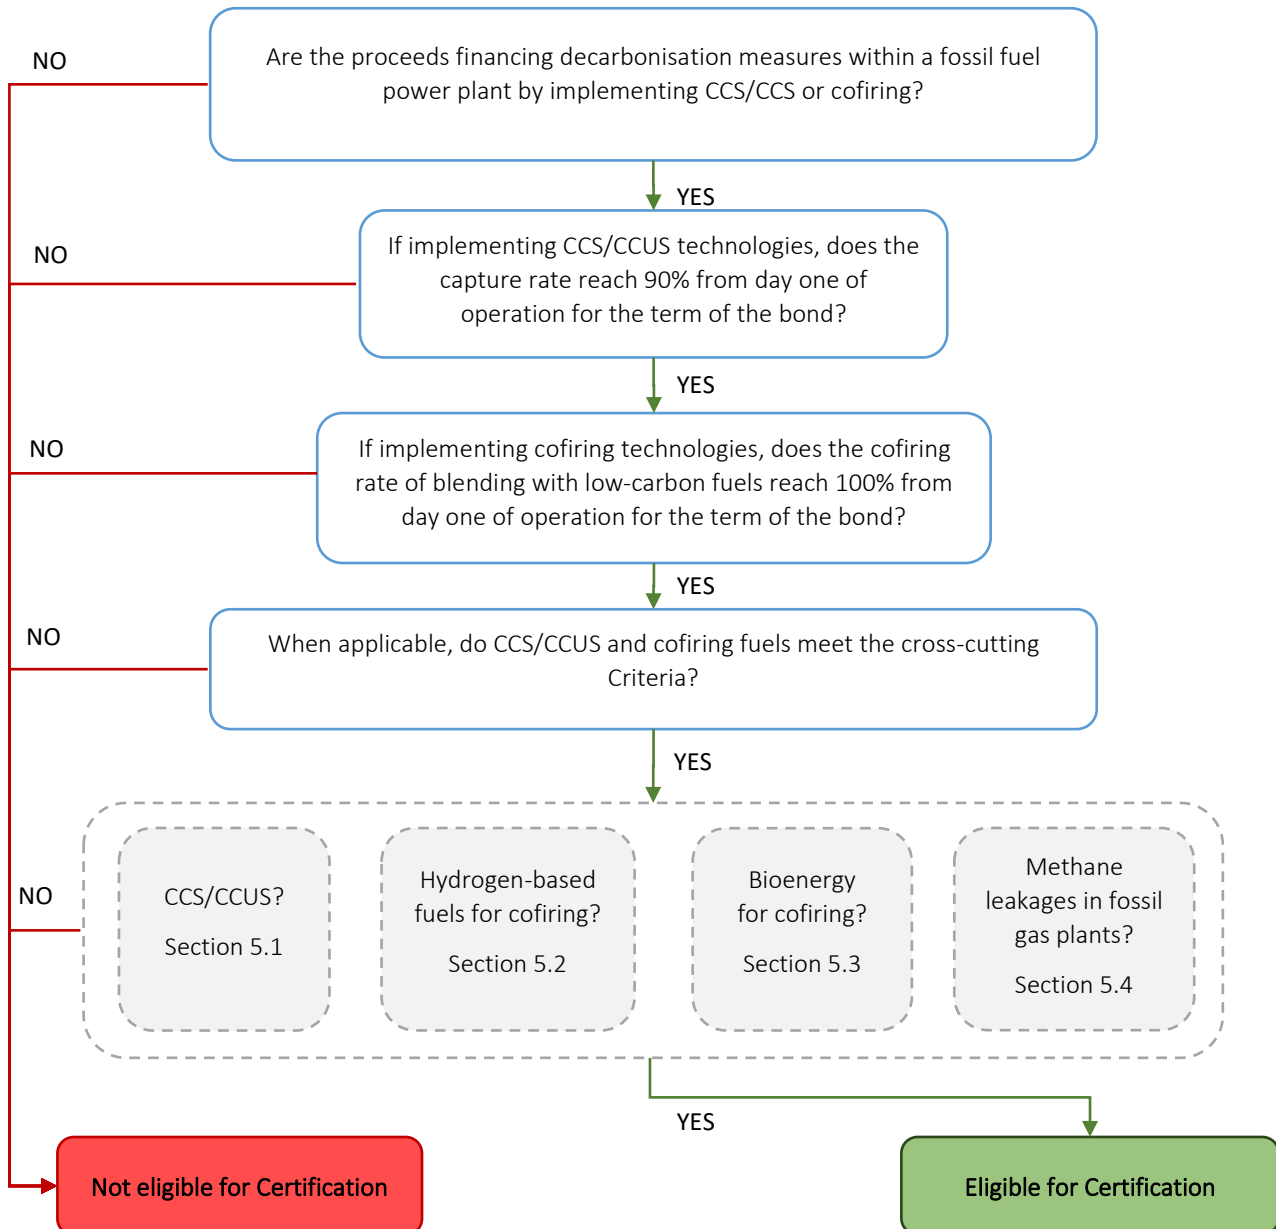 NO
Are the proceeds financing decarbonisation measures within a fossil fuel
power plant by implementing CCS/CCS or cofiring?
YES
NO
If implementing CCS/CCUS technologies, does the
capture rate reach 90% from day one of
operation for the term of the bond?
YES
NO
If implementing cofiring technologies, does the cofiring
rate of blending with low-carbon fuels reach 100% from
day one of operation for the term of the bond?
YES
NO
When applicable, do CCS/CCUS and cofiring fuels meet the cross-cutting
Criteria?
YES
NO
CCS/CCUS?
Section 5.1
Hydrogen-based
fuels for cofiring?
Section 5.2
Bioenergy
for cofiring?
Section 5.3
Methane
leakages in fossil
gas plants?
Section 5.4
YES
Not eligible for Certification
Eligible for Certification